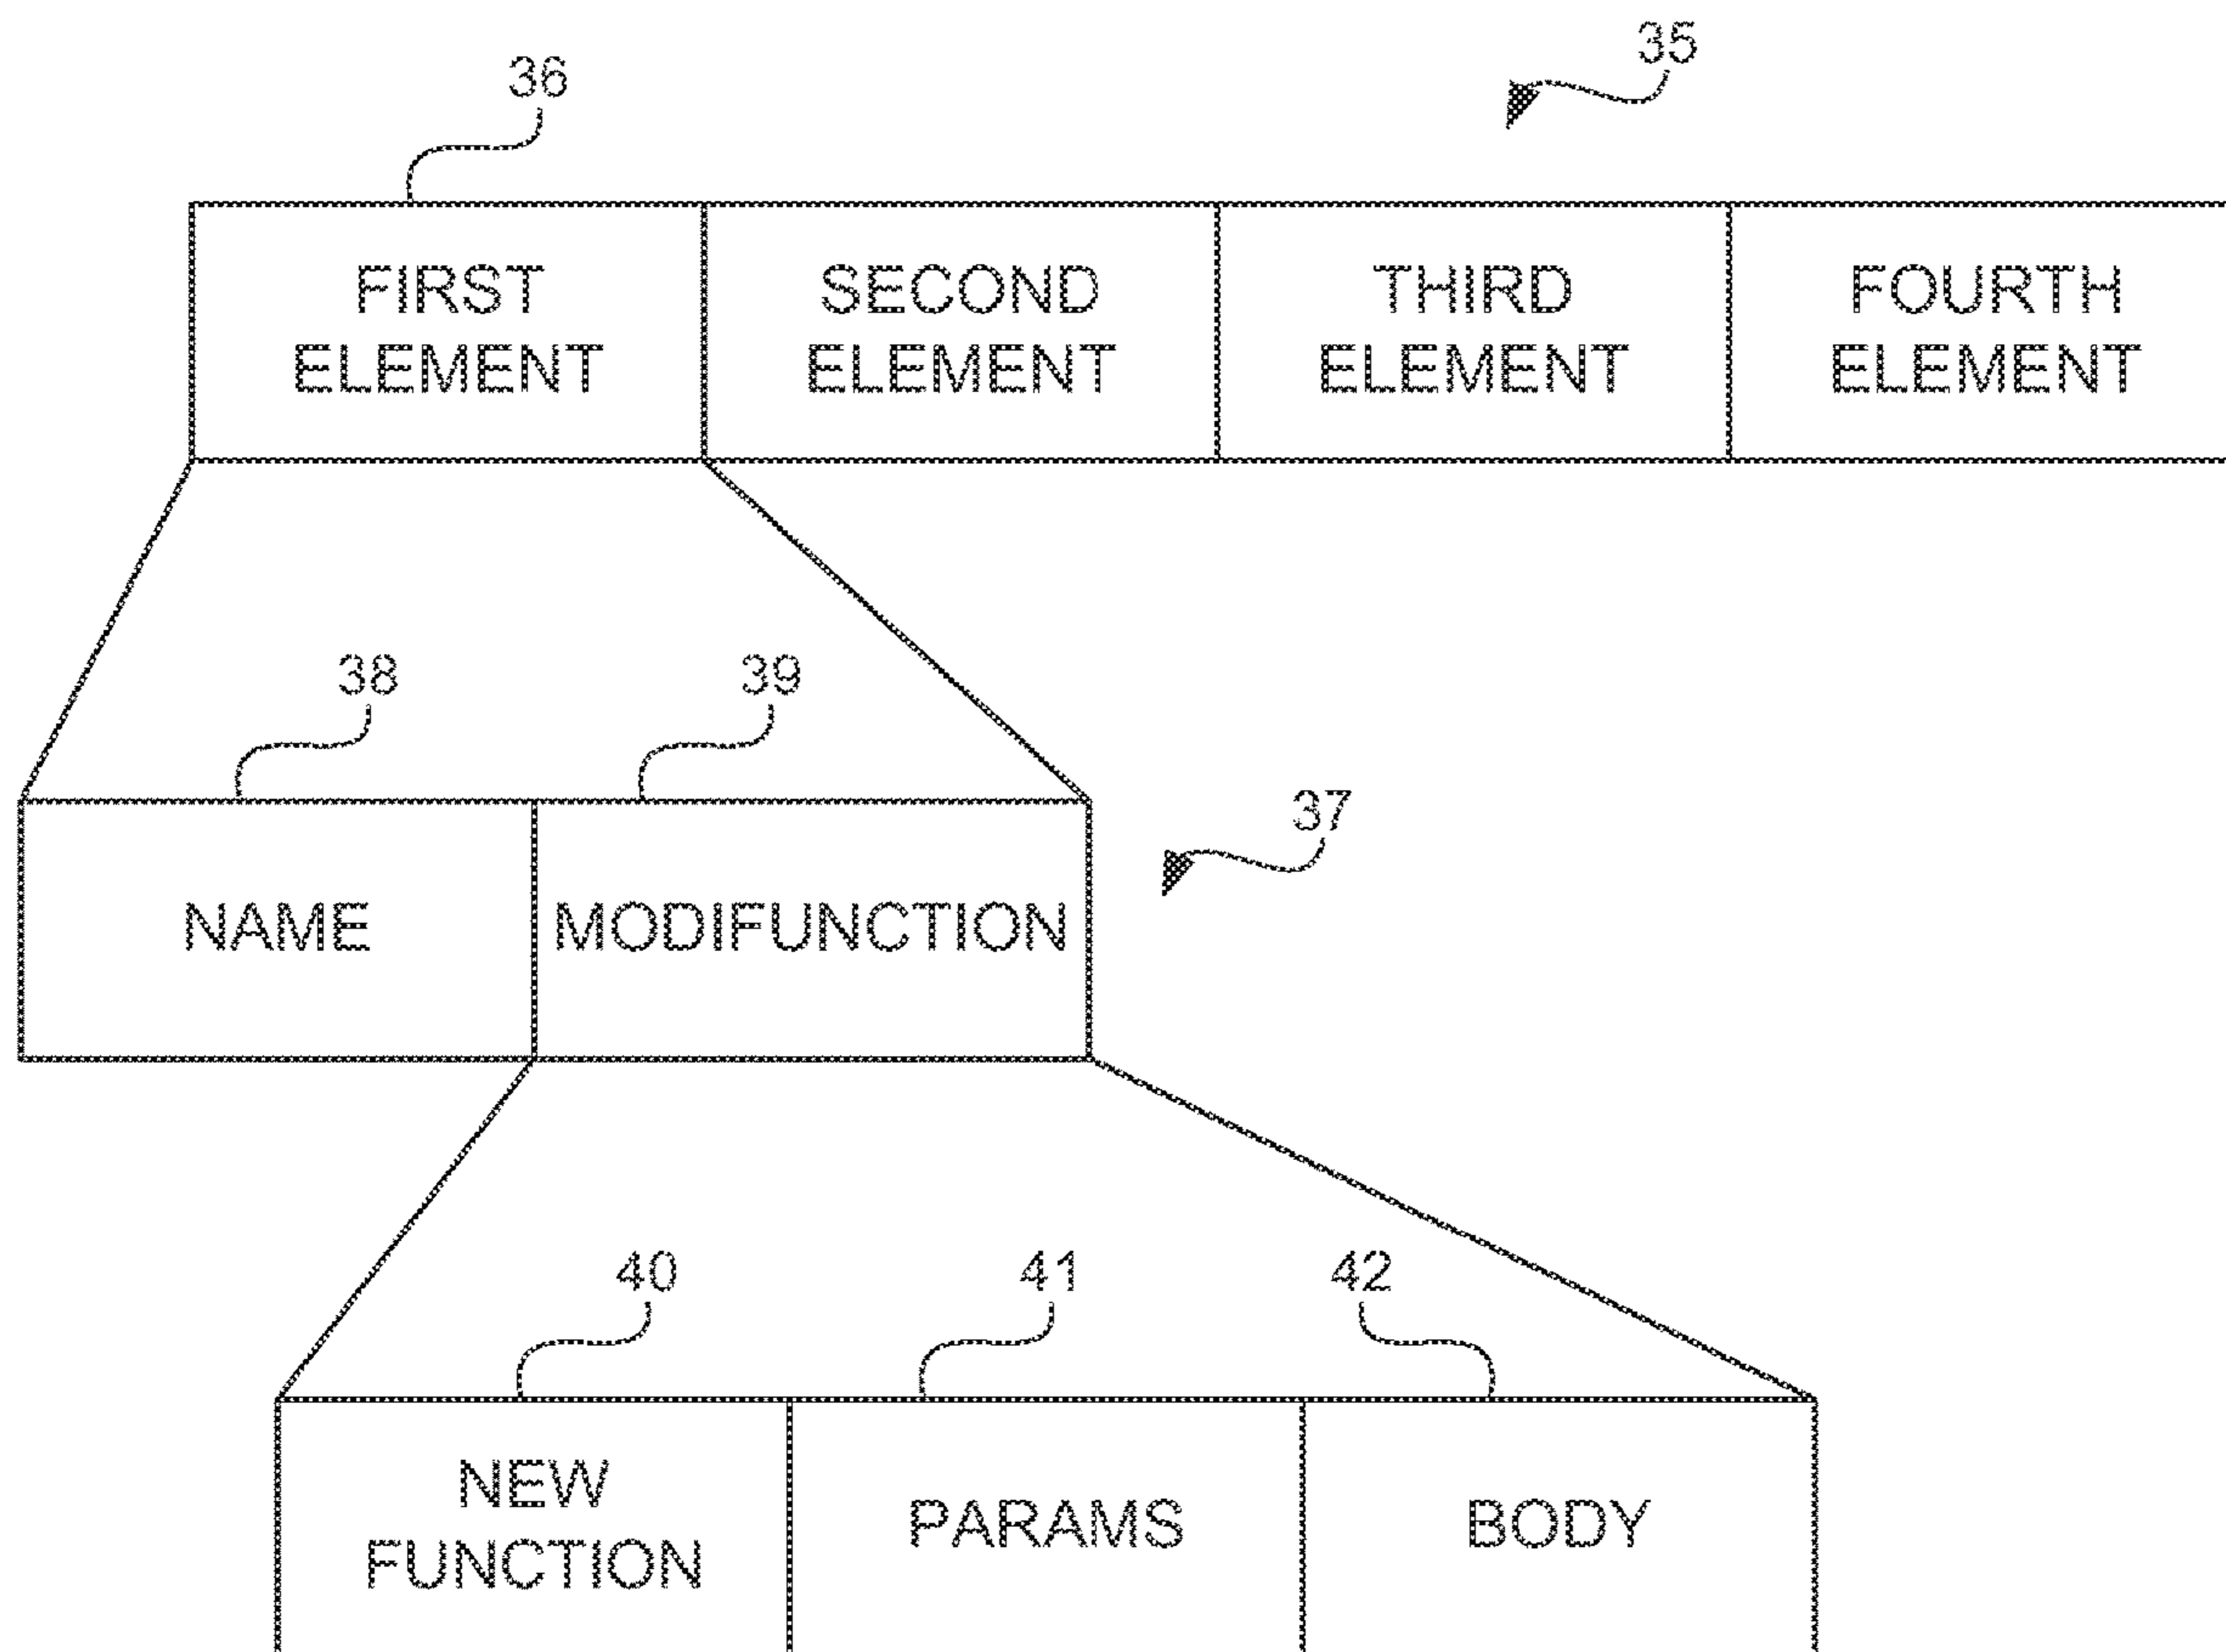 35
36
FIRST
ELEMENT
SECOND
ELEMENT
THIRD
ELEMENT
FOURTH
ELEMENT
38
39
37
NAME
MODIFUNCTION
40
41
42
NEW
FUNCTION
PARAMS
BODY